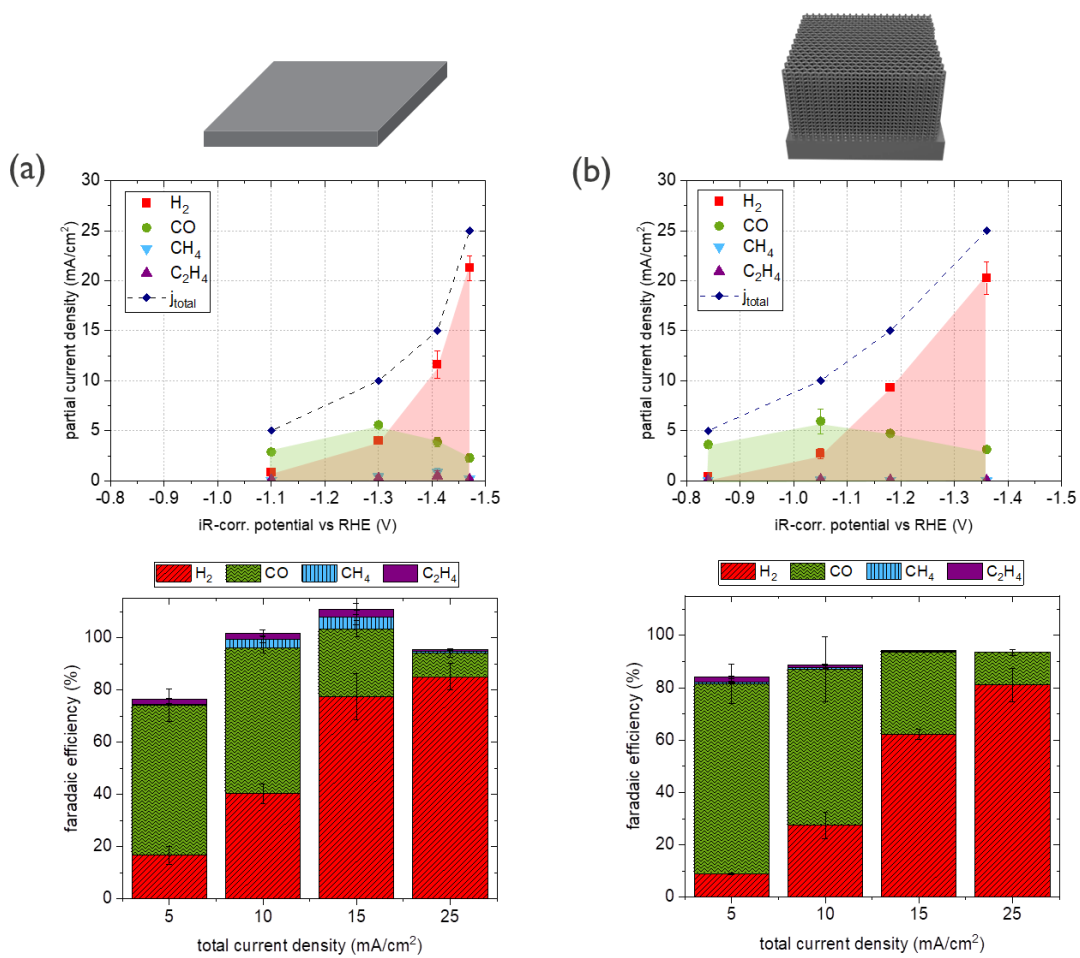 (a)
30
25
20
15
10
5
0
partial current density (mA/cm²)
H₂
CO
CH₄
C₂H₄
jtotal
-0.8 -0.9 -1.0 -1.1 -1.2 -1.3 -1.4 -1.5
iR-corr. potential vs RHE (V)
(b)
30
25
20
15
10
5
0
partial current density (mA/cm²)
H₂
CO
CH₄
C₂H₄
jtotal
-0.8 -0.9 -1.0 -1.1 -1.2 -1.3 -1.4 -1.5
iR-corr. potential vs RHE (V)
H₂ CO CH₄ C₂H₄
100
80
60
40
20
0
faradaic efficiency (%)
5 10 15 25
total current density (mA/cm²)
H₂ CO CH₄ C₂H₄
100
80
60
40
20
0
faradaic efficiency (%)
5 10 15 25
total current density (mA/cm²)